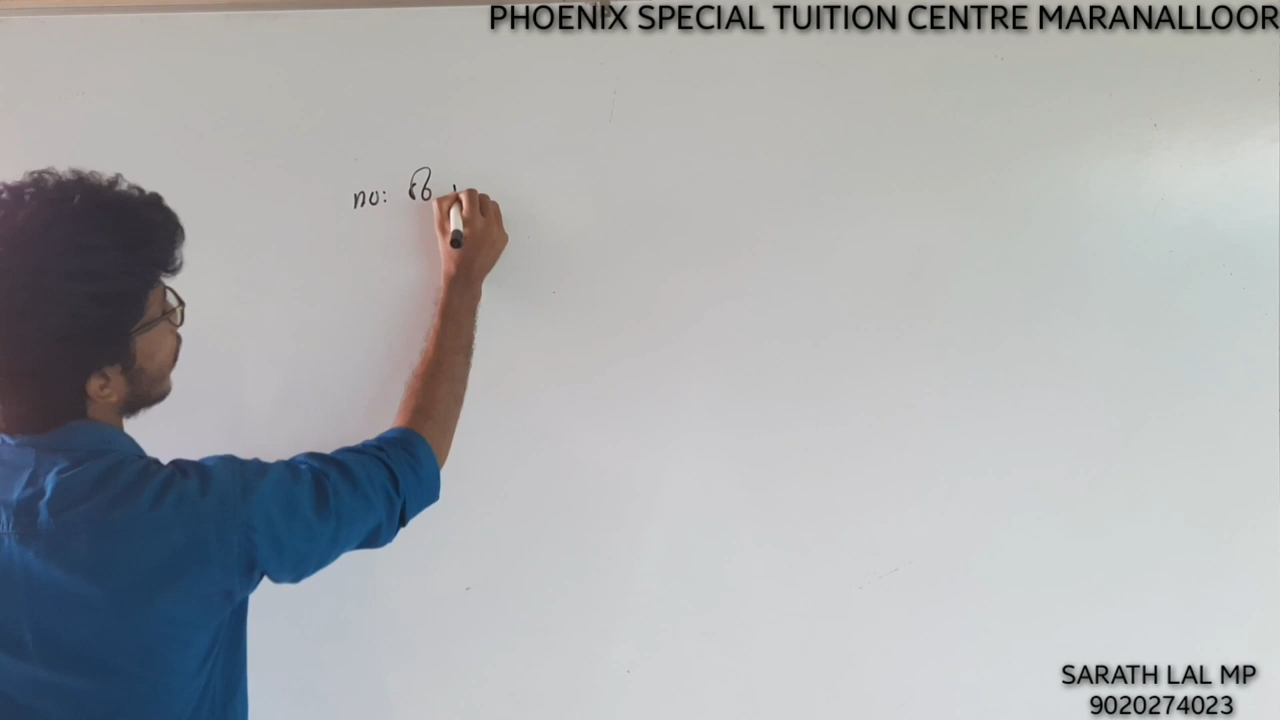 PHOENIX SPECIAL TUITION CENTRE MARANALLOOR
no:
SARATH LAL MP
9020274023